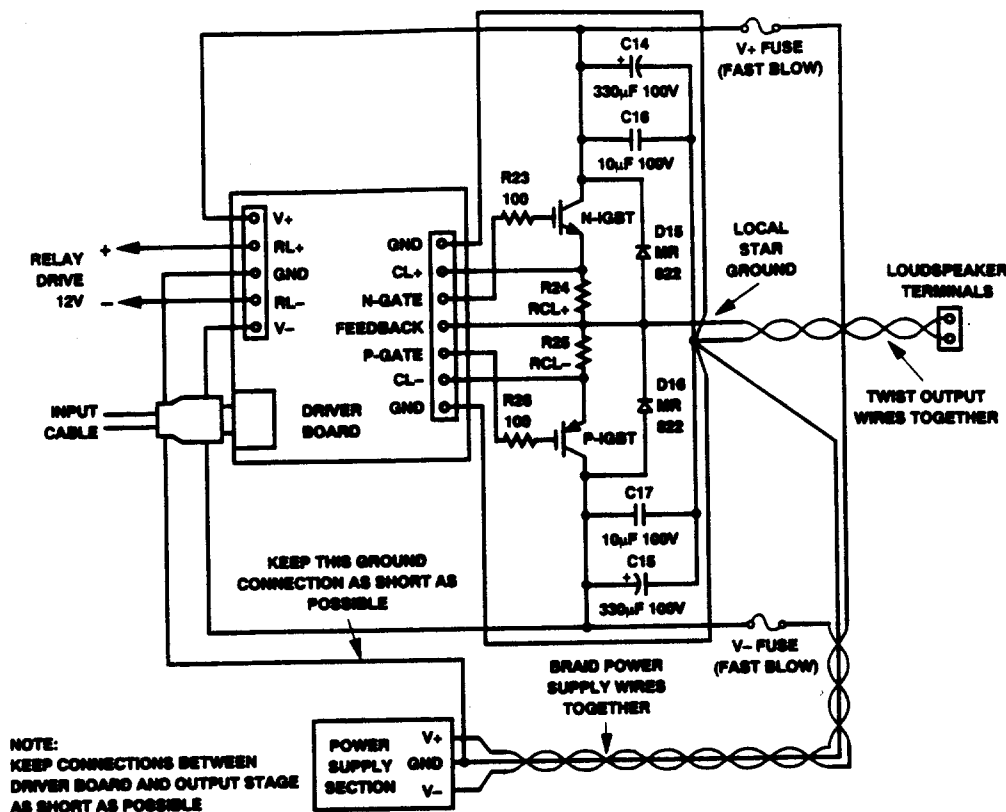 C14
+
330µF 100V
C16
10µF 100V
V+ FUSE
(FAST BLOW)
R23
100
N-IGBT
D15
MR
822
LOCAL
STAR
GROUND
LOUDSPEAKER
TERMINALS
RELAY
DRIVE
12V
+
–
V+
RL+
GND
RL–
V–
GND
CL+
N-GATE
FEEDBACK
P-GATE
CL–
GND
R24
RCL+
R25
RCL–
INPUT
CABLE
DRIVER
BOARD
R26
100
P-IGBT
D16
MR
822
TWIST OUTPUT
WIRES TOGETHER
C17
10µF 100V
C15
+
330µF 100V
KEEP THIS GROUND
CONNECTION AS SHORT AS
POSSIBLE
V– FUSE
(FAST BLOW)
BRAID POWER
SUPPLY WIRES
TOGETHER
NOTE:
KEEP CONNECTIONS BETWEEN
DRIVER BOARD AND OUTPUT STAGE
AS SHORT AS POSSIBLE
POWER
SUPPLY
SECTION
V+
GND
V–